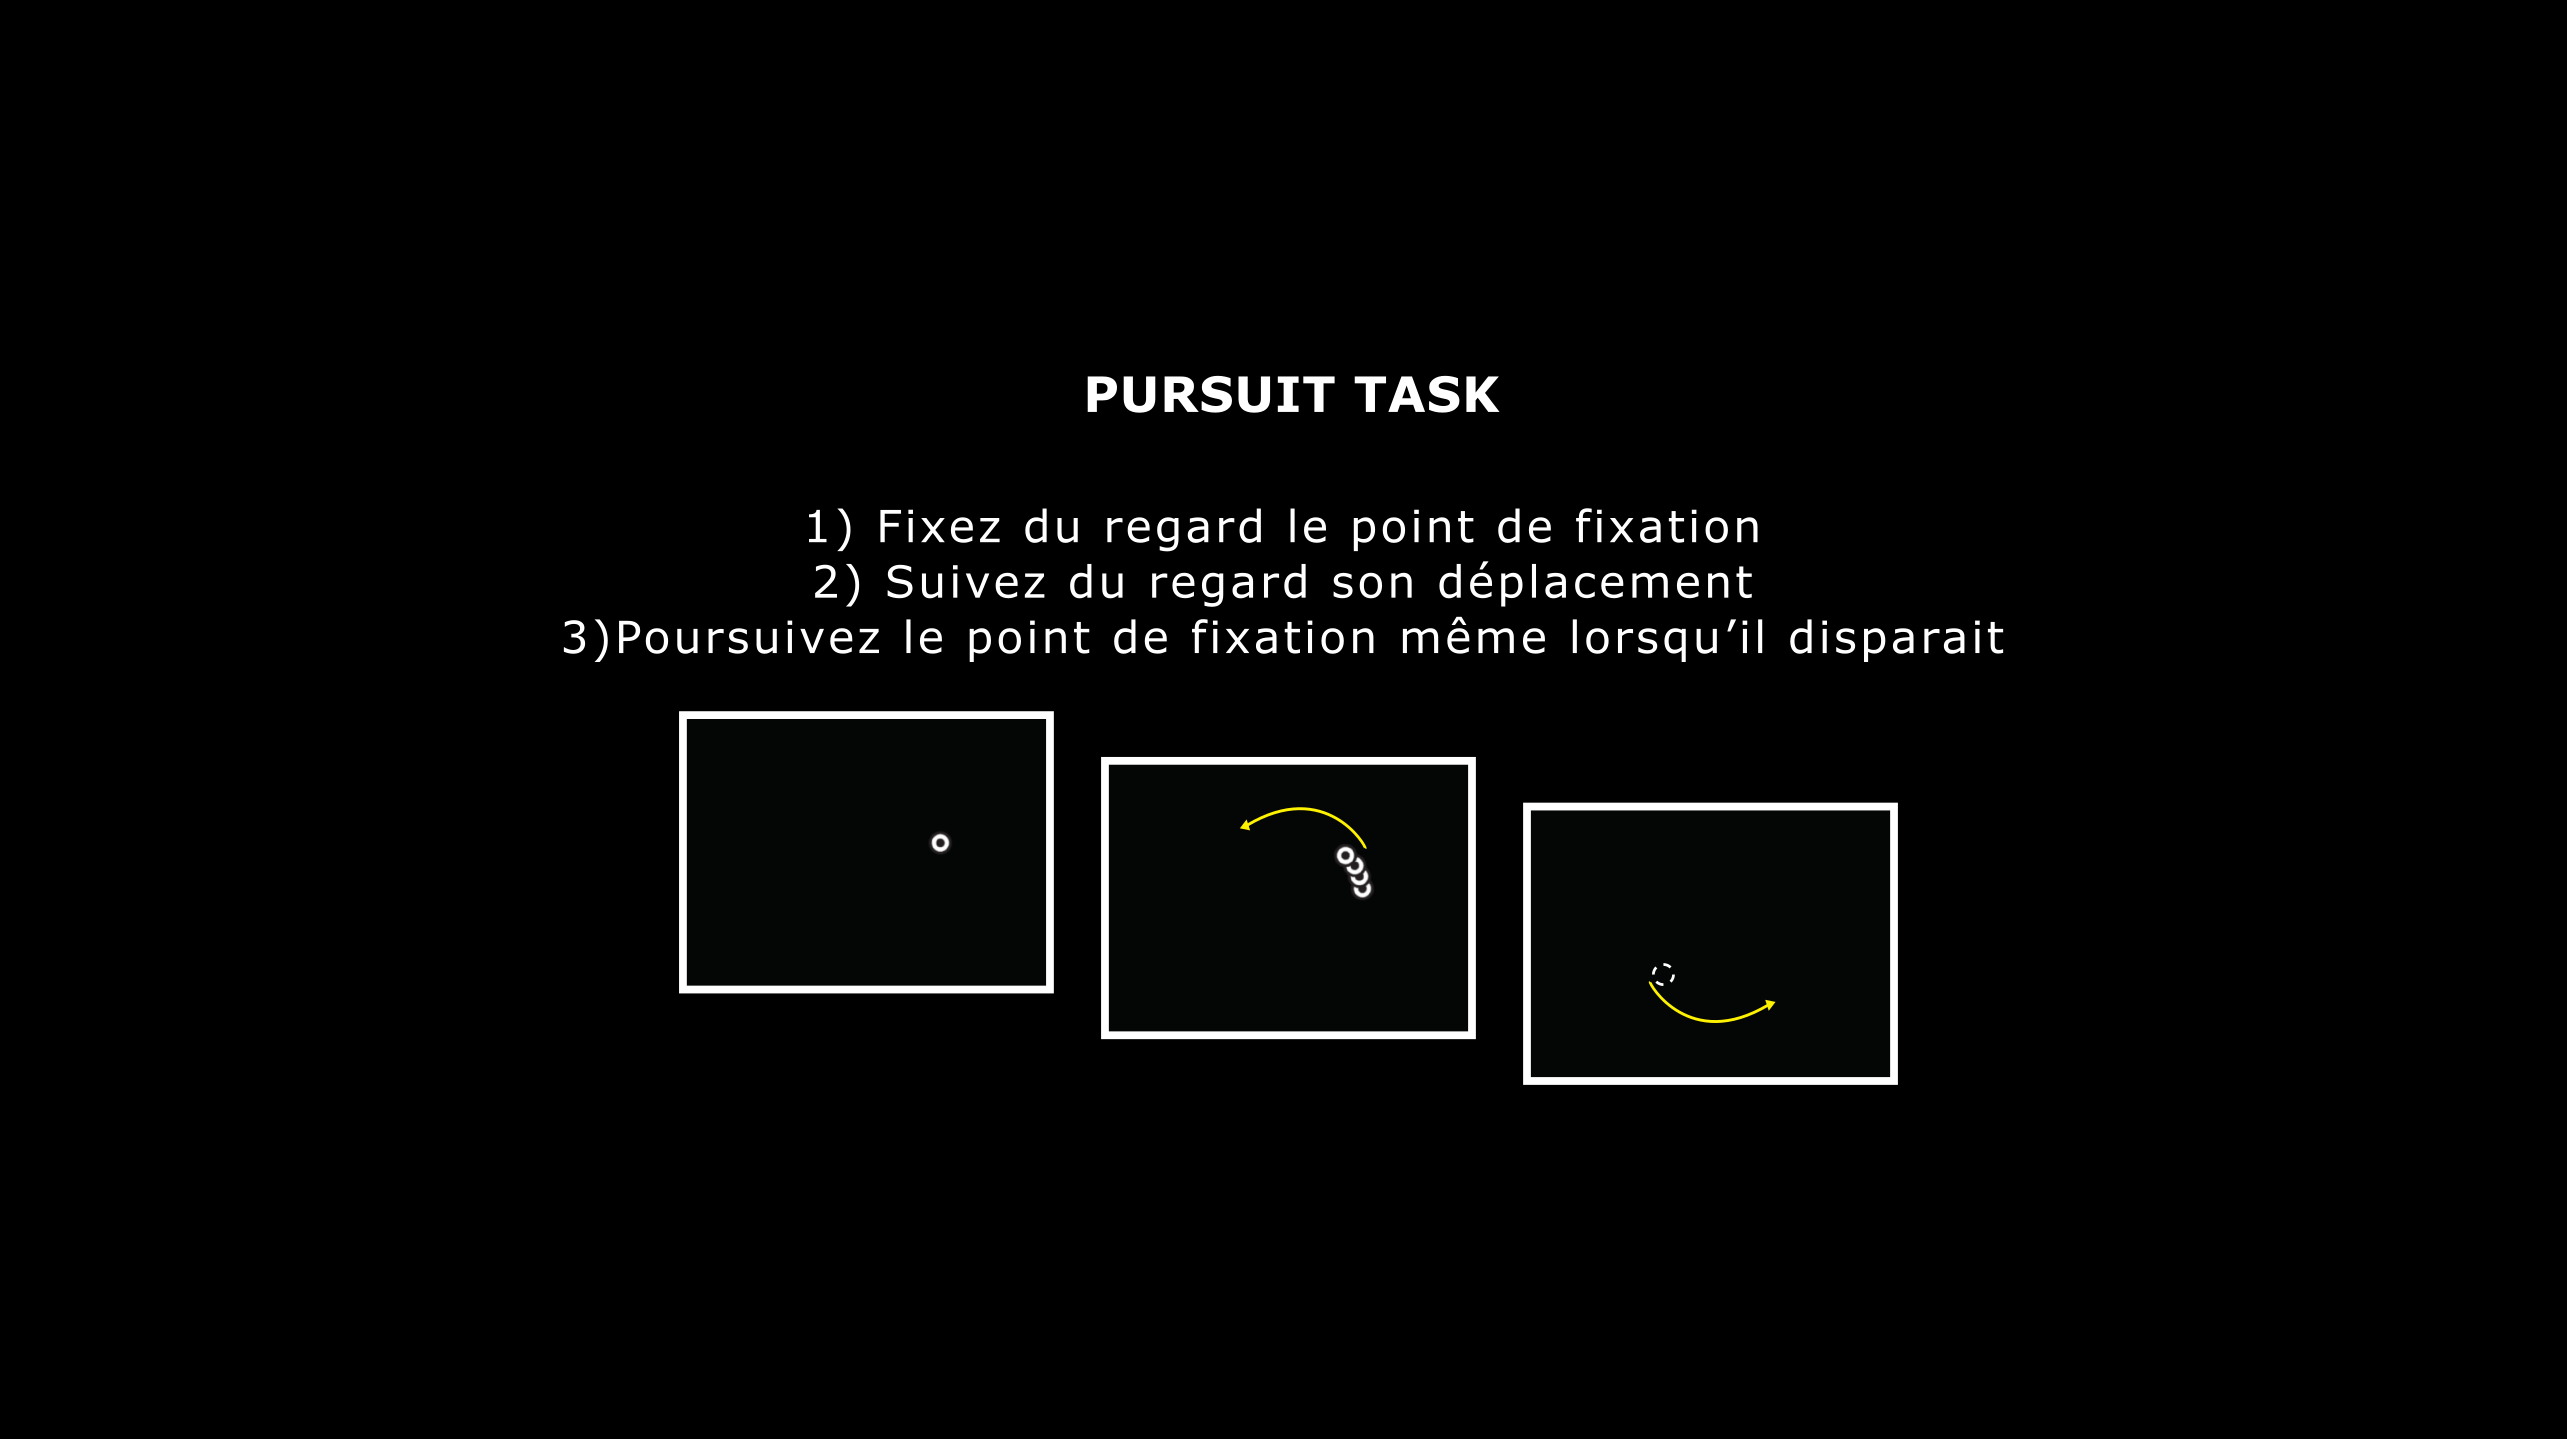 PURSUIT TASK
1) Fixez du regard le point de fixation
2) Suivez du regard son déplacement
3)Poursuivez le point de fixation même lorsqu’il disparait